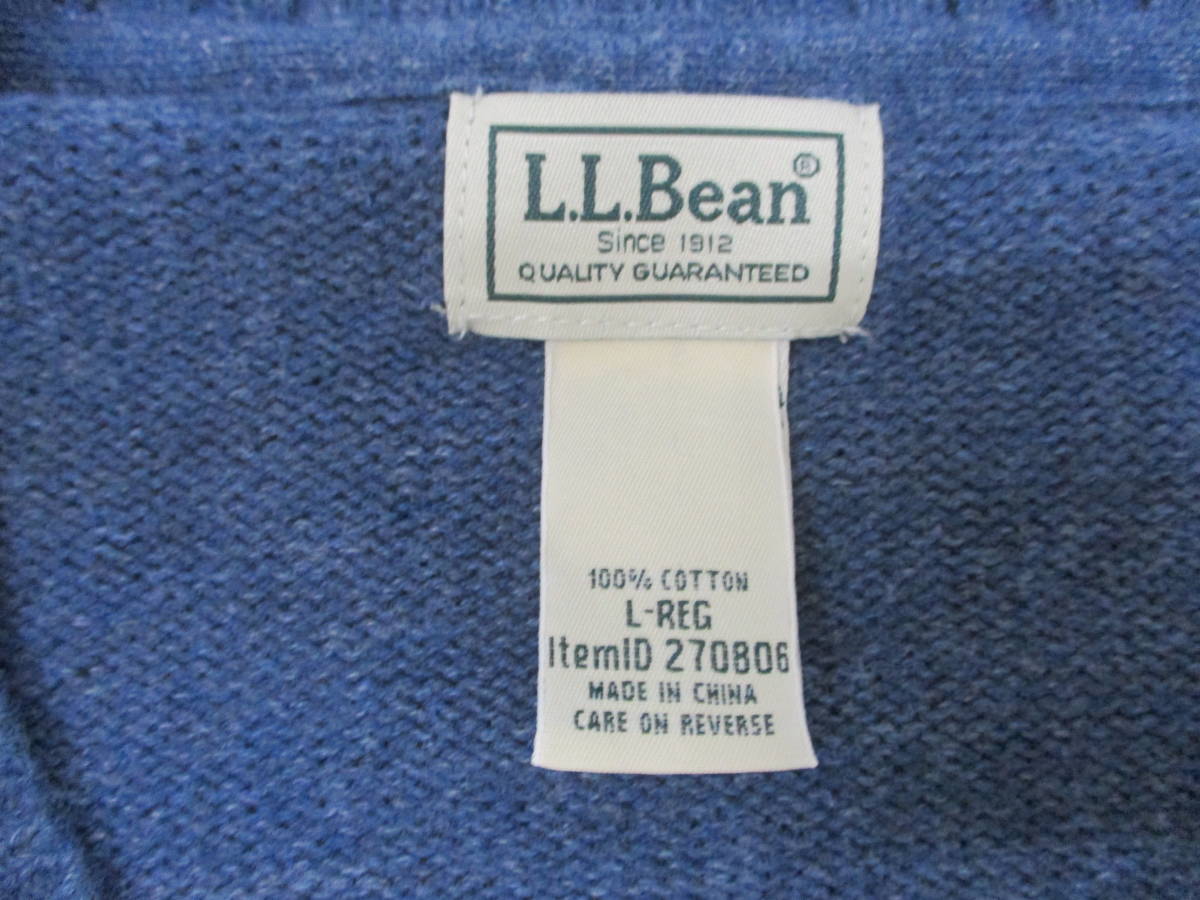 L.L.Bean®
Since 1912
QUALITY GUARANTEED
100% COTTON
L-REG
ItemID 270806
MADE IN CHINA
CARE ON REVERSE